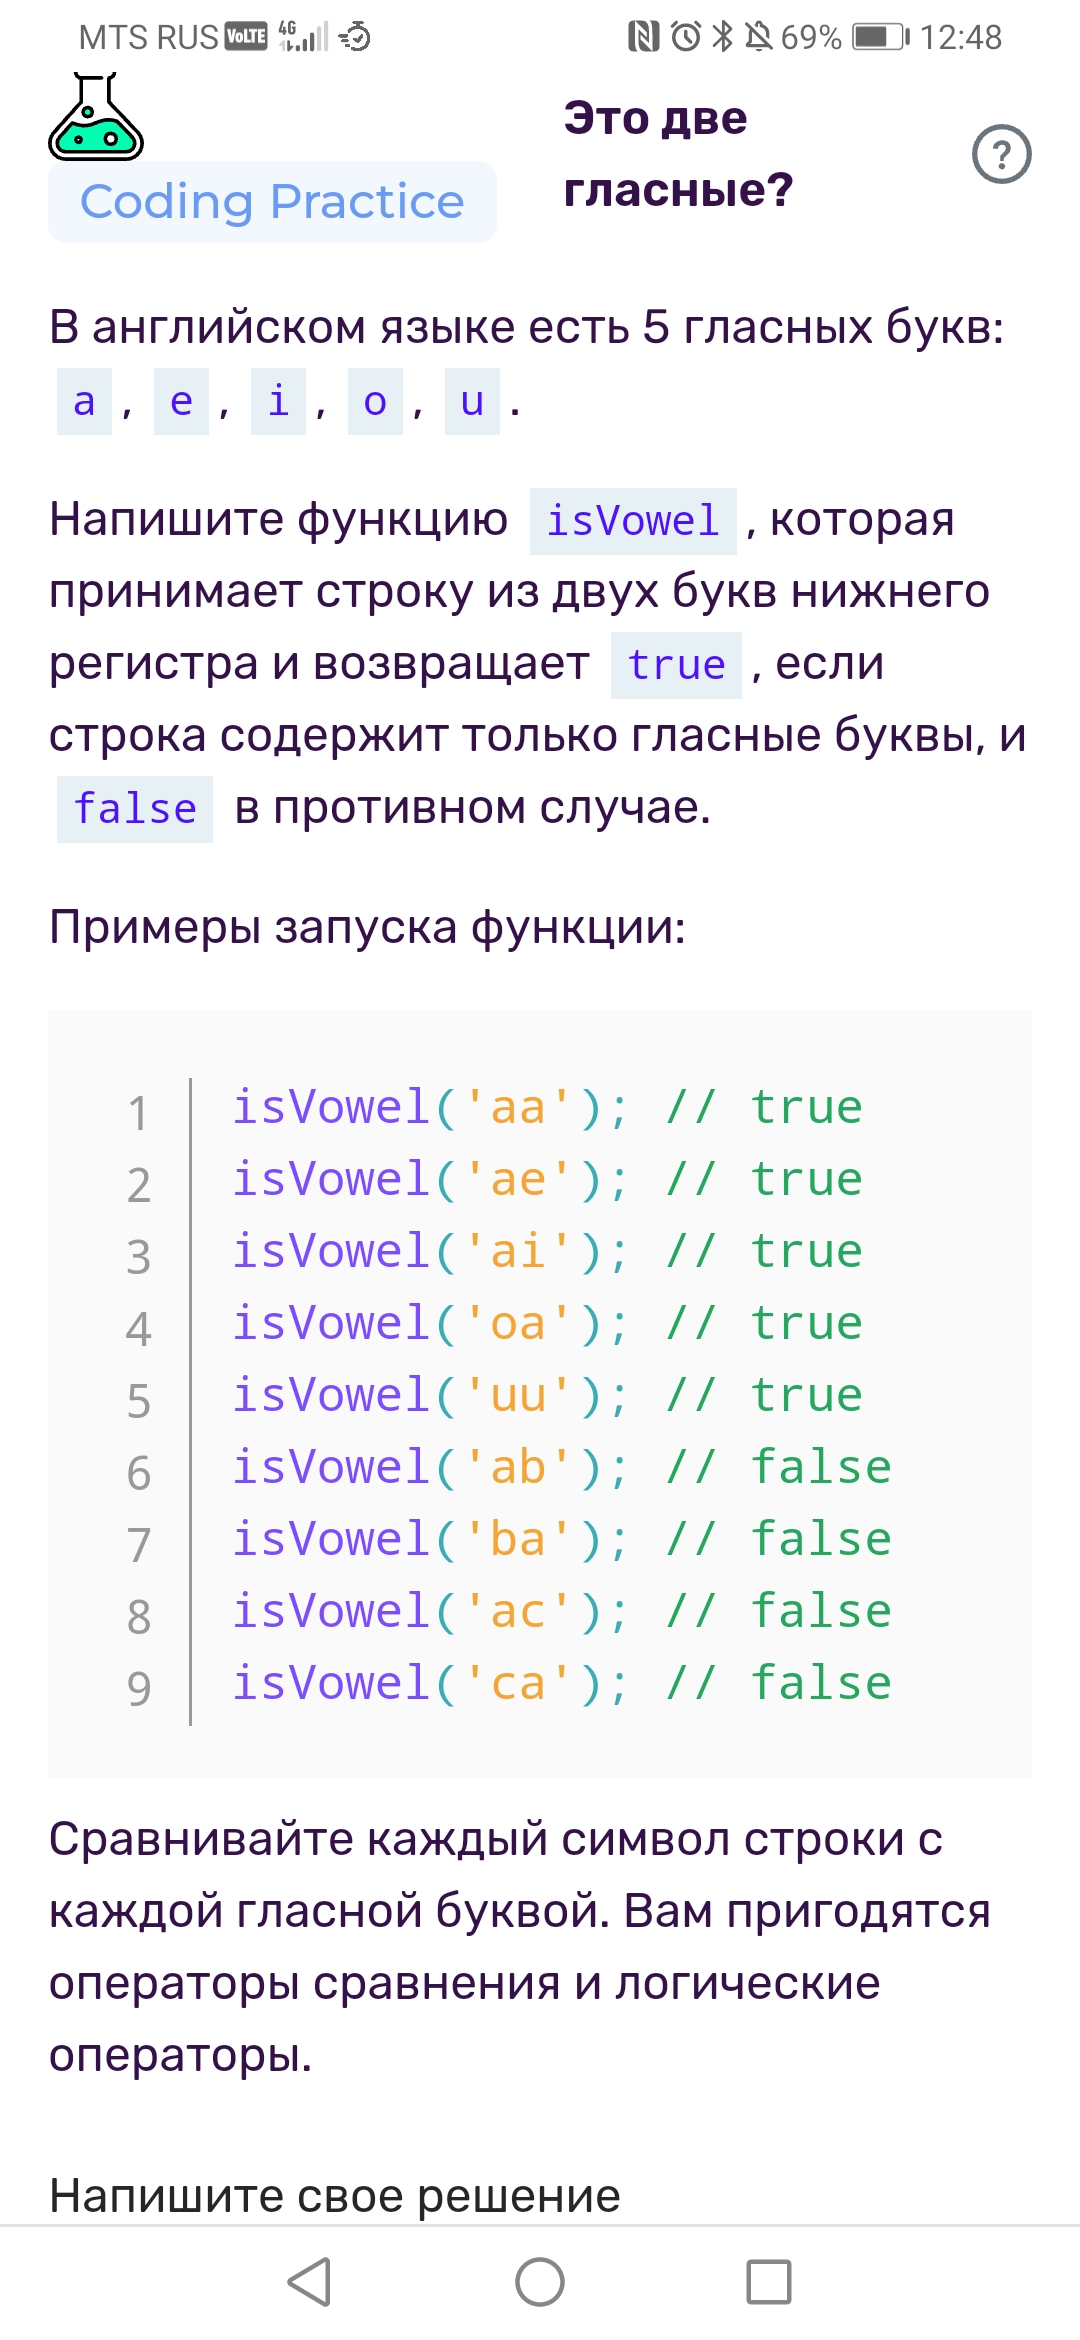 MTS RUS VoLTE 4G 69% 12:48
Это две
гласные?
?
Coding Practice
В английском языке есть 5 гласных букв:
a , e , i , o , u .
Напишите функцию isVowel , которая
принимает строку из двух букв нижнего
регистра и возвращает true , если
строка содержит только гласные буквы, и
false в противном случае.
Примеры запуска функции:
1 isVowel('aa'); // true
2 isVowel('ae'); // true
3 isVowel('ai'); // true
4 isVowel('oa'); // true
5 isVowel('uu'); // true
6 isVowel('ab'); // false
7 isVowel('ba'); // false
8 isVowel('ac'); // false
9 isVowel('ca'); // false
Сравнивайте каждый символ строки с
каждой гласной буквой. Вам пригодятся
операторы сравнения и логические
операторы.
Напишите свое решение